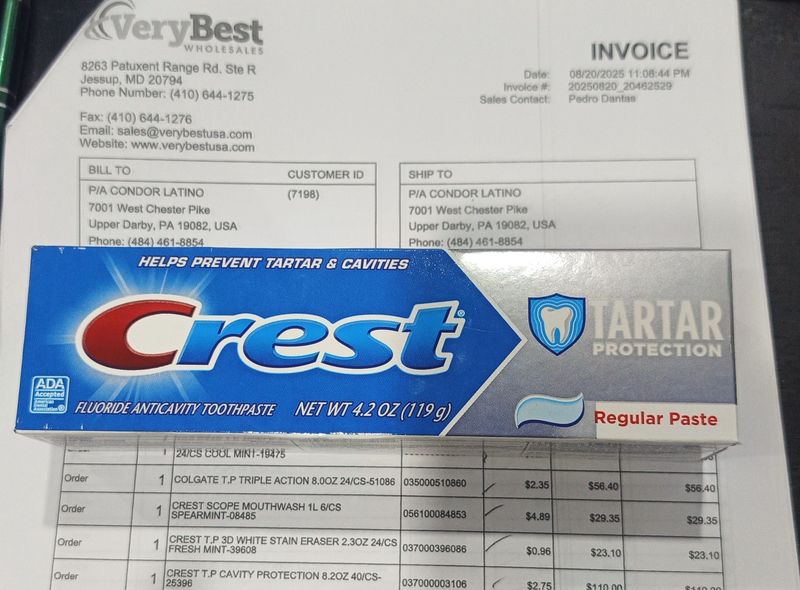 VeryBest
WHOLESALES
8263 Patuxent Range Rd. Ste R
Jessup, MD 20794
Phone Number: (410) 644-1275
Fax: (410) 644-1276
Email: sales@verybestusa.com
Website: www.verybestusa.com
INVOICE
Date: 08/20/2025 11:08:44 PM
Invoice #: 20250820_20462529
Sales Contact: Pedro Dantas
BILL TO CUSTOMER ID
P/A CONDOR LATINO (7198)
7001 West Chester Pike
Upper Darby, PA 19082, USA
Phone: (484) 461-8854
SHIP TO
P/A CONDOR LATINO
7001 West Chester Pike
Upper Darby, PA 19082, USA
Phone: (484) 461-8854
HELPS PREVENT TARTAR & CAVITIES
Crest®
ADA
Accepted
American
Dental
Association®
FLUORIDE ANTICAVITY TOOTHPASTE NET WT 4.2 OZ (119 g)
TARTAR
PROTECTION
Regular Paste
24/CS COOL MINT-19475
Order 1 COLGATE T.P TRIPLE ACTION 8.0OZ 24/CS-51086 035000510860 $2.35 $56.40 $56.40
Order 1 CREST SCOPE MOUTHWASH 1L 6/CS
SPEARMINT-08485 056100084853 $4.89 $29.35 $29.35
Order 1 CREST T.P 3D WHITE STAIN ERASER 2.3OZ 24/CS
FRESH MINT-39608 037000396086 $0.96 $23.10 $23.10
Order 1 CREST T.P CAVITY PROTECTION 8.2OZ 40/CS-
25396 037000003106 $2.75 $110.00